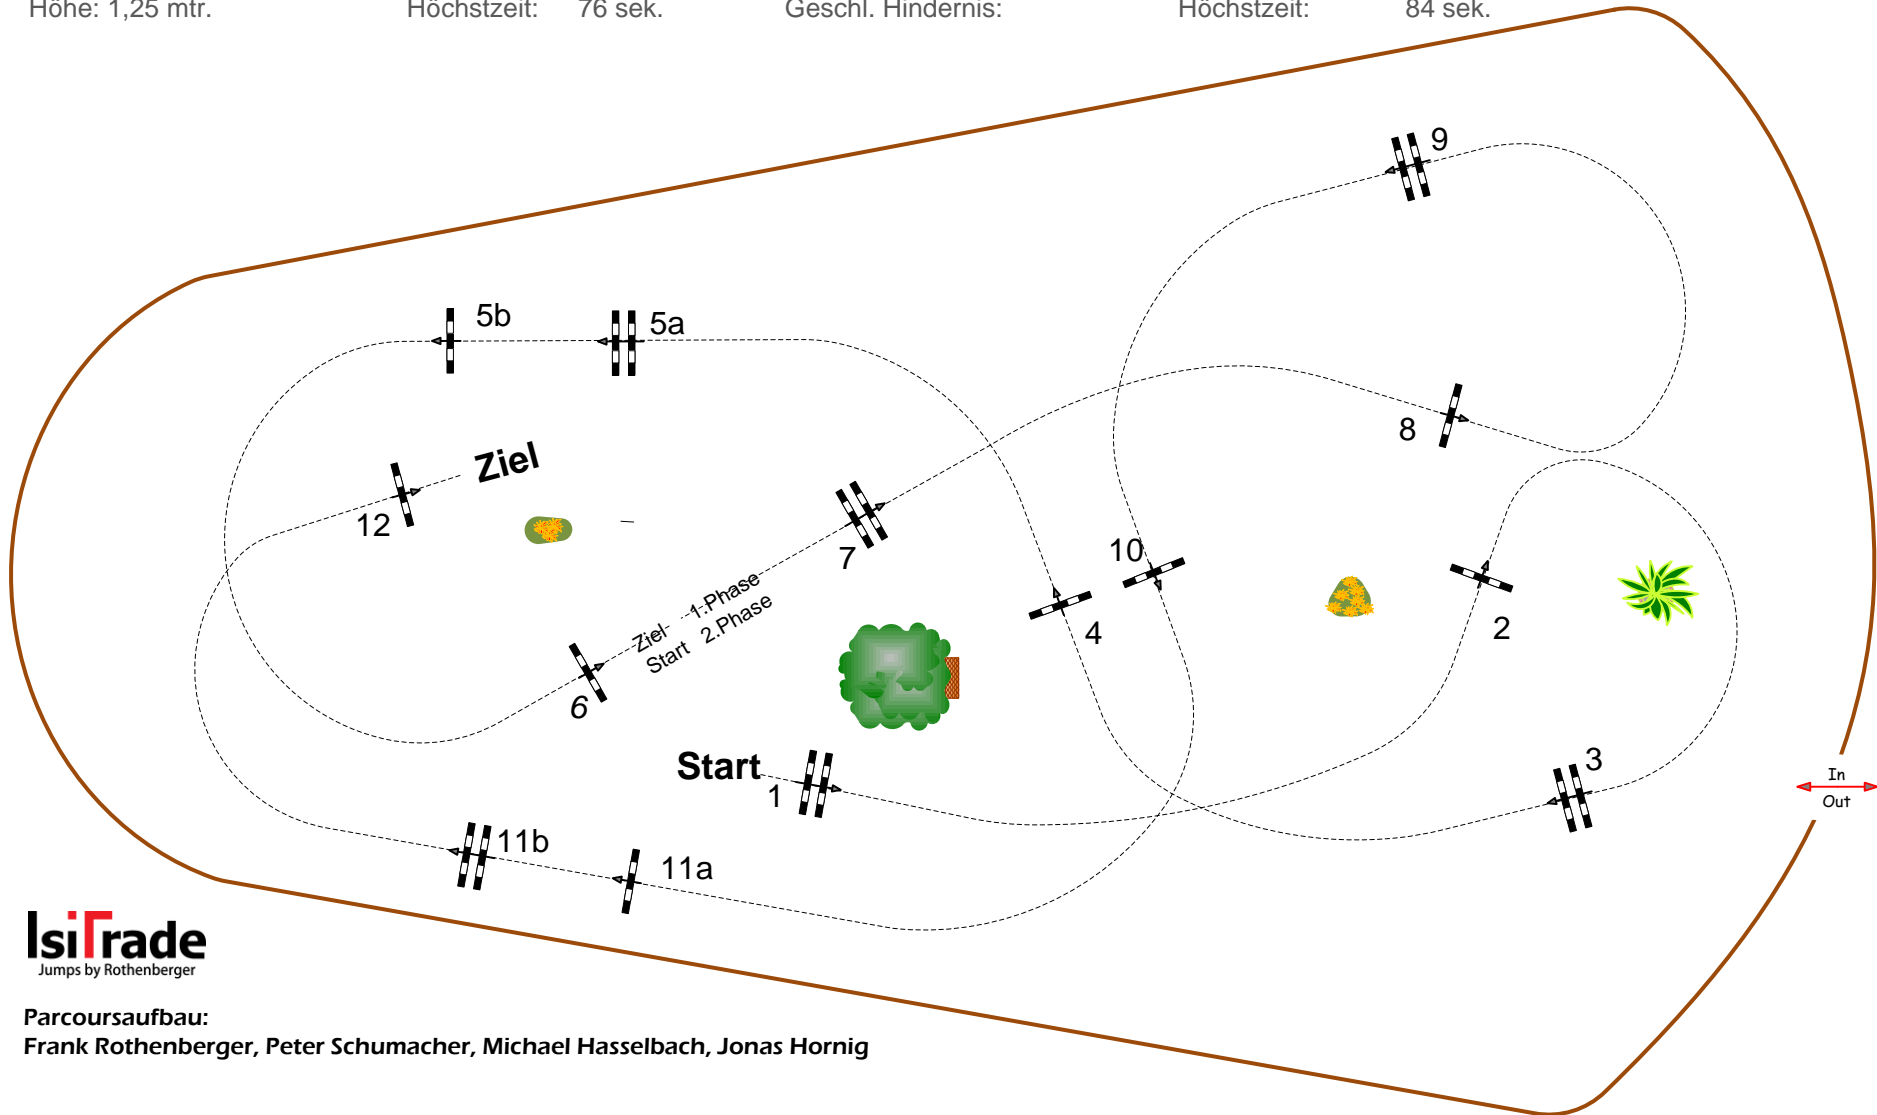 Höhe: 1,25 mtr. Höchstzeit: 76 sek. Geschl. Hindernis: Höchstzeit: 84 sek.
9
5b
5a
8
Ziel
12
7
10
Ziel 1.Phase
Start 2.Phase
4
2
6
Start
1
3
In
Out
11b
11a
IsiTrade
Jumps by Rothenberger
Parcoursaufbau:
Frank Rothenberger, Peter Schumacher, Michael Hasselbach, Jonas Hornig